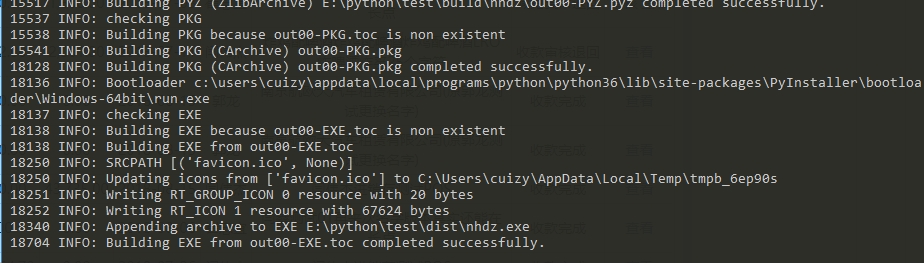 15517 INFO: Building PYZ (ZlibArchive) E:\python\test\build\nhdz\out00-PYZ.pyz completed successfully.
15537 INFO: checking PKG
15538 INFO: Building PKG because out00-PKG.toc is non existent
15541 INFO: Building PKG (CArchive) out00-PKG.pkg
18128 INFO: Building PKG (CArchive) out00-PKG.pkg completed successfully.
18136 INFO: Bootloader c:\users\cuizy\appdata\local\programs\python\python36\lib\site-packages\PyInstaller\bootloa
der\Windows-64bit\run.exe
18137 INFO: checking EXE
18138 INFO: Building EXE because out00-EXE.toc is non existent
18138 INFO: Building EXE from out00-EXE.toc
18250 INFO: SRCPATH [('favicon.ico', None)]
18250 INFO: Updating icons from ['favicon.ico'] to C:\Users\cuizy\AppData\Local\Temp\tmpb_6ep90s
18251 INFO: Writing RT_GROUP_ICON 0 resource with 20 bytes
18252 INFO: Writing RT_ICON 1 resource with 67624 bytes
18340 INFO: Appending archive to EXE E:\python\test\dist\nhdz.exe
18704 INFO: Building EXE from out00-EXE.toc completed successfully.